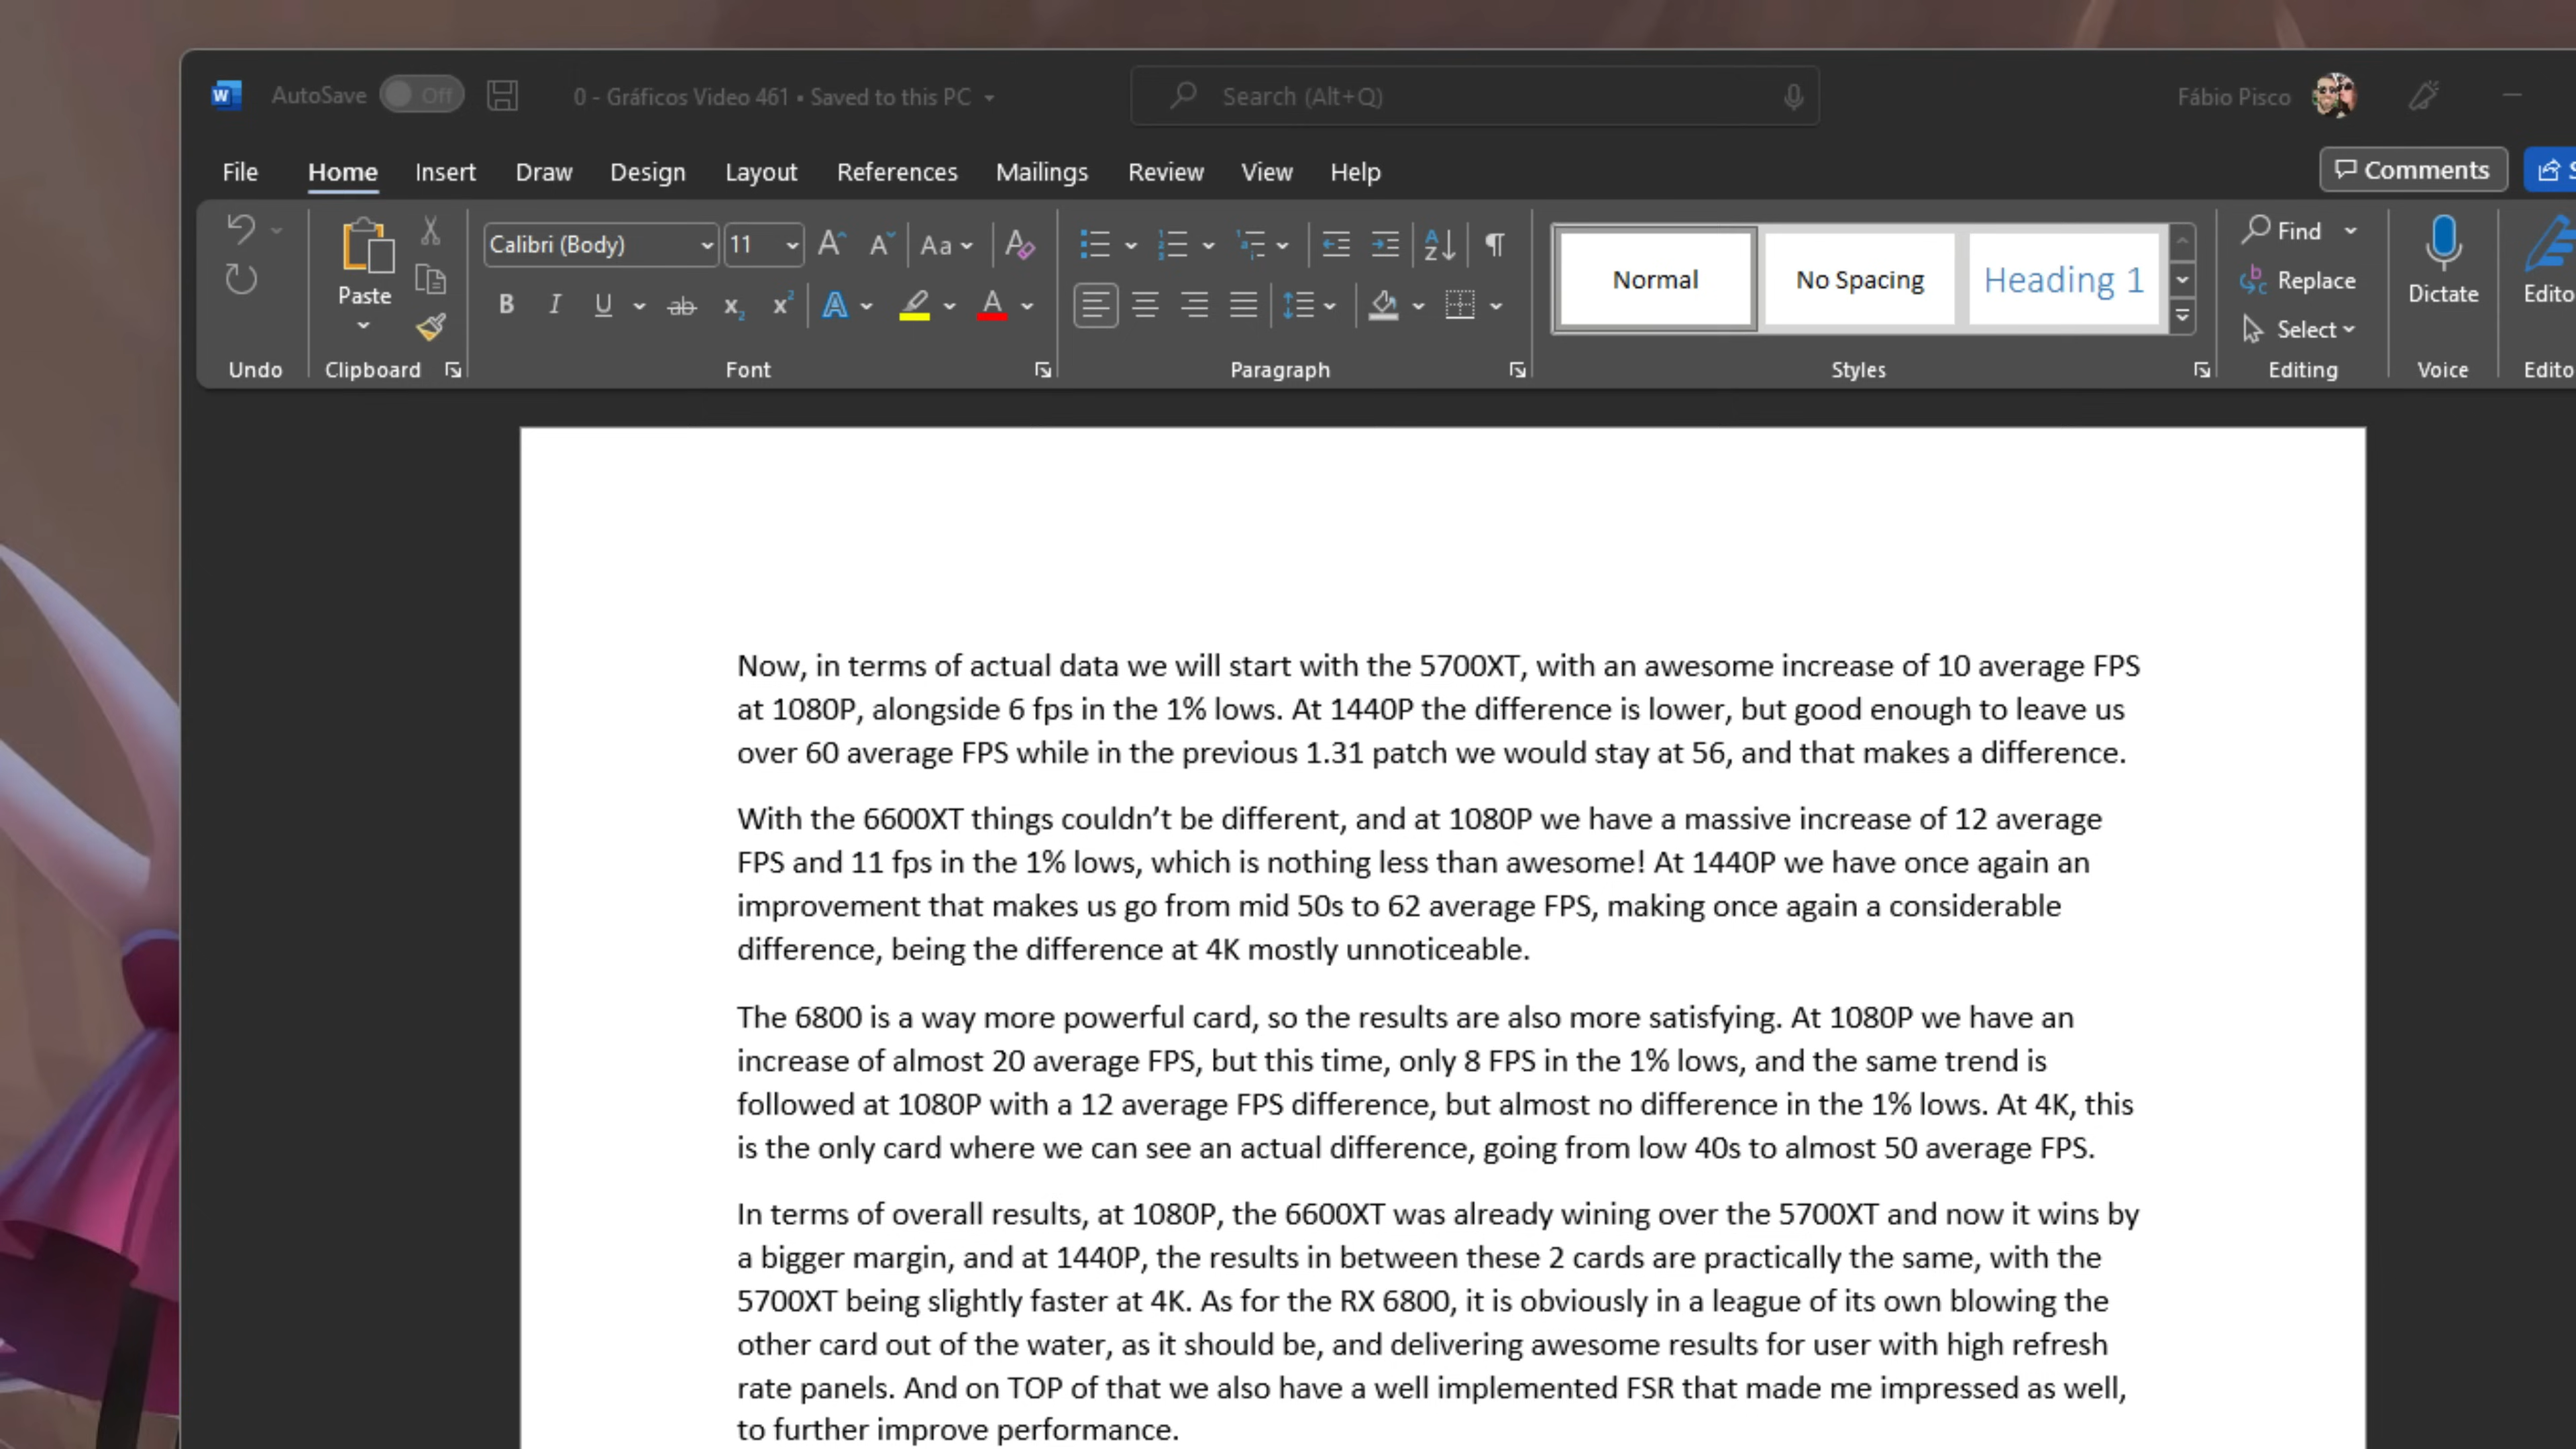 AutoSave Off 0 - Gráficos Video 461 • Saved to this PC Search (Alt+Q) Fábio Pisco
File Home Insert Draw Design Layout References Mailings Review View Help Comments
Calibri (Body) 11 Aa
Normal No Spacing Heading 1
Find
Replace
Select
Paste
Dictate
Undo Clipboard Font Paragraph Styles Editing Voice
Now, in terms of actual data we will start with the 5700XT, with an awesome increase of 10 average FPS
at 1080P, alongside 6 fps in the 1% lows. At 1440P the difference is lower, but good enough to leave us
over 60 average FPS while in the previous 1.31 patch we would stay at 56, and that makes a difference.
With the 6600XT things couldn’t be different, and at 1080P we have a massive increase of 12 average
FPS and 11 fps in the 1% lows, which is nothing less than awesome! At 1440P we have once again an
improvement that makes us go from mid 50s to 62 average FPS, making once again a considerable
difference, being the difference at 4K mostly unnoticeable.
The 6800 is a way more powerful card, so the results are also more satisfying. At 1080P we have an
increase of almost 20 average FPS, but this time, only 8 FPS in the 1% lows, and the same trend is
followed at 1080P with a 12 average FPS difference, but almost no difference in the 1% lows. At 4K, this
is the only card where we can see an actual difference, going from low 40s to almost 50 average FPS.
In terms of overall results, at 1080P, the 6600XT was already wining over the 5700XT and now it wins by
a bigger margin, and at 1440P, the results in between these 2 cards are practically the same, with the
5700XT being slightly faster at 4K. As for the RX 6800, it is obviously in a league of its own blowing the
other card out of the water, as it should be, and delivering awesome results for user with high refresh
rate panels. And on TOP of that we also have a well implemented FSR that made me impressed as well,
to further improve performance.